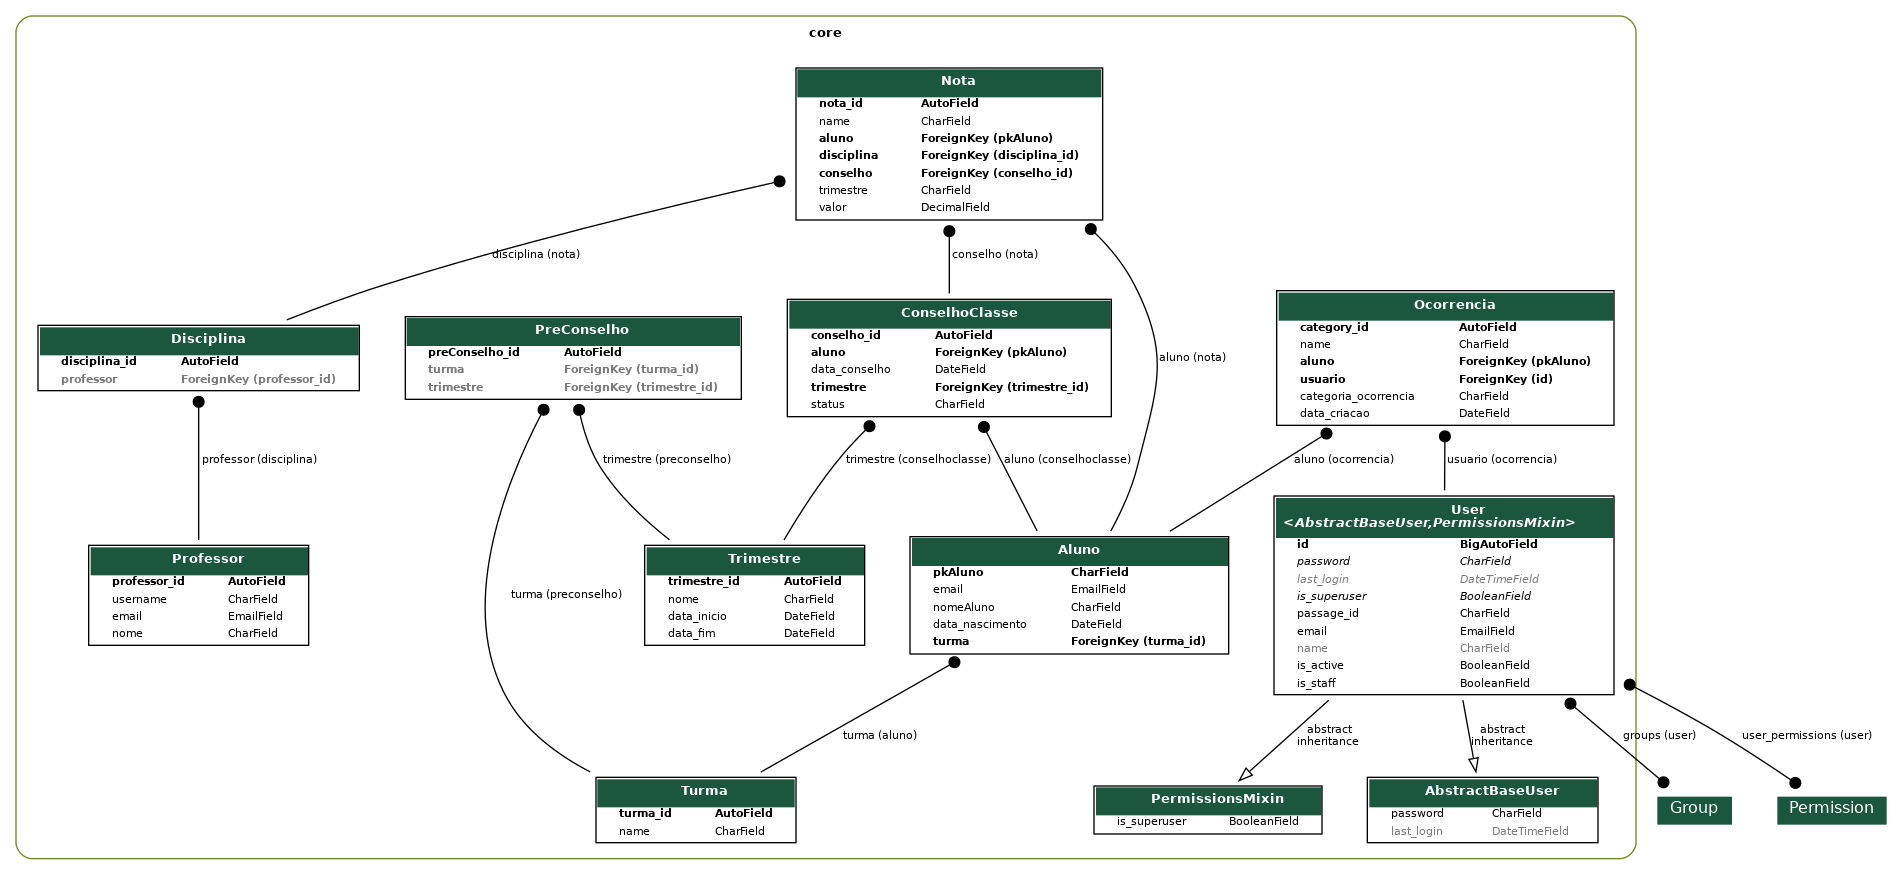 core
Nota
nota_id AutoField
name CharField
aluno ForeignKey (pkAluno)
disciplina ForeignKey (disciplina_id)
conselho ForeignKey (conselho_id)
trimestre CharField
valor DecimalField
disciplina (nota)
conselho (nota)
aluno (nota)
Disciplina
disciplina_id AutoField
professor ForeignKey (professor_id)
PreConselho
preConselho_id AutoField
turma ForeignKey (turma_id)
trimestre ForeignKey (trimestre_id)
ConselhoClasse
conselho_id AutoField
aluno ForeignKey (pkAluno)
data_conselho DateField
trimestre ForeignKey (trimestre_id)
status CharField
Ocorrencia
category_id AutoField
name CharField
aluno ForeignKey (pkAluno)
usuario ForeignKey (id)
categoria_ocorrencia CharField
data_criacao DateField
professor (disciplina)
trimestre (preconselho)
trimestre (conselhoclasse)
aluno (conselhoclasse)
aluno (ocorrencia)
usuario (ocorrencia)
Professor
professor_id AutoField
username CharField
email EmailField
nome CharField
turma (preconselho)
Trimestre
trimestre_id AutoField
nome CharField
data_inicio DateField
data_fim DateField
Aluno
pkAluno CharField
email EmailField
nomeAluno CharField
data_nascimento DateField
turma ForeignKey (turma_id)
User
<AbstractBaseUser,PermissionsMixin>
id BigAutoField
password CharField
last_login DateTimeField
is_superuser BooleanField
passage_id CharField
email EmailField
name CharField
is_active BooleanField
is_staff BooleanField
turma (aluno)
abstract
inheritance
abstract
inheritance
groups (user)
user_permissions (user)
Turma
turma_id AutoField
name CharField
PermissionsMixin
is_superuser BooleanField
AbstractBaseUser
password CharField
last_login DateTimeField
Group
Permission